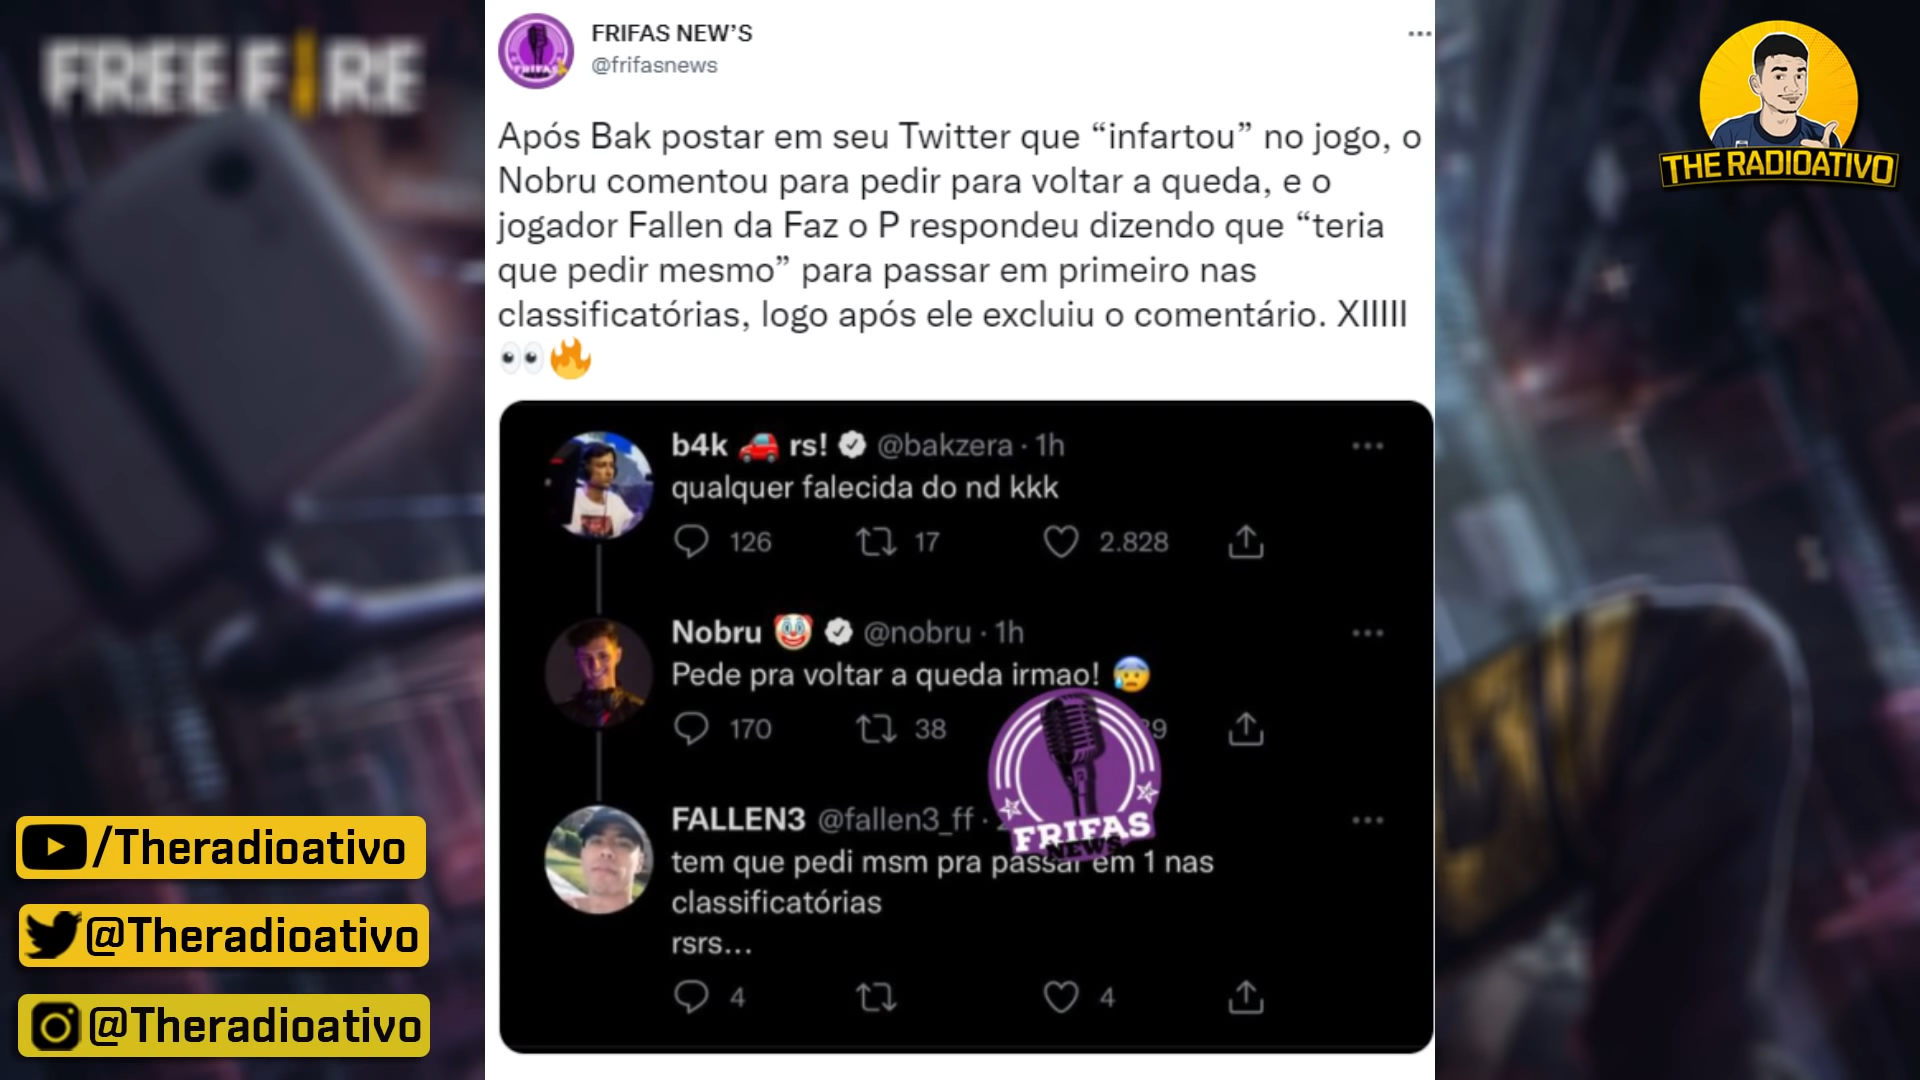 FREE FIRE
FRIFAS NEW’S
@frifasnews
Após Bak postar em seu Twitter que “infartou” no jogo, o
Nobru comentou para pedir para voltar a queda, e o
jogador Fallen da Faz o P respondeu dizendo que “teria
que pedir mesmo” para passar em primeiro nas
classificatórias, logo após ele excluiu o comentário. XIIIII
👀🔥
b4k 🚗 rs! @bakzera · 1h
qualquer falecida do nd kkk
126 17 2.828
Nobru 🤡 @nobru · 1h
Pede pra voltar a queda irmao! 😰
170 38 39
FALLEN3 @fallen3_ff ·
tem que pedi msm pra passar em 1 nas
classificatórias
rsrs...
4 4
FRIFAS
NEWS
THE RADIOATIVO
/Theradioativo
@Theradioativo
@Theradioativo